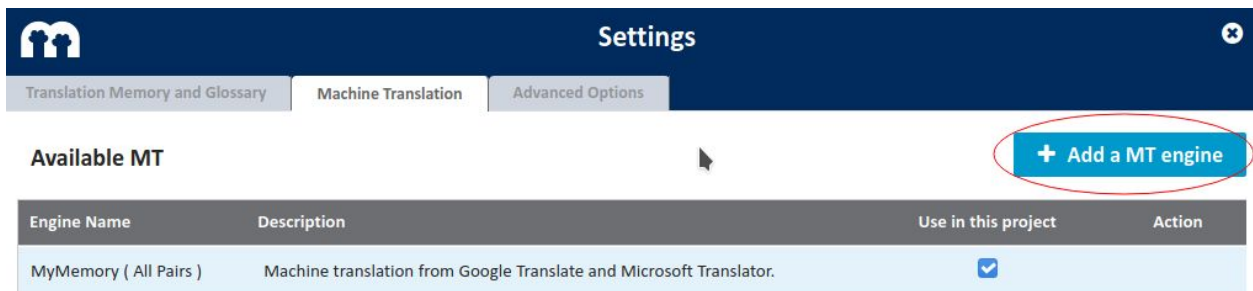 Settings
Translation Memory and Glossary Machine Translation Advanced Options
Available MT + Add a MT engine
Engine Name Description Use in this project Action
MyMemory ( All Pairs ) Machine translation from Google Translate and Microsoft Translator.